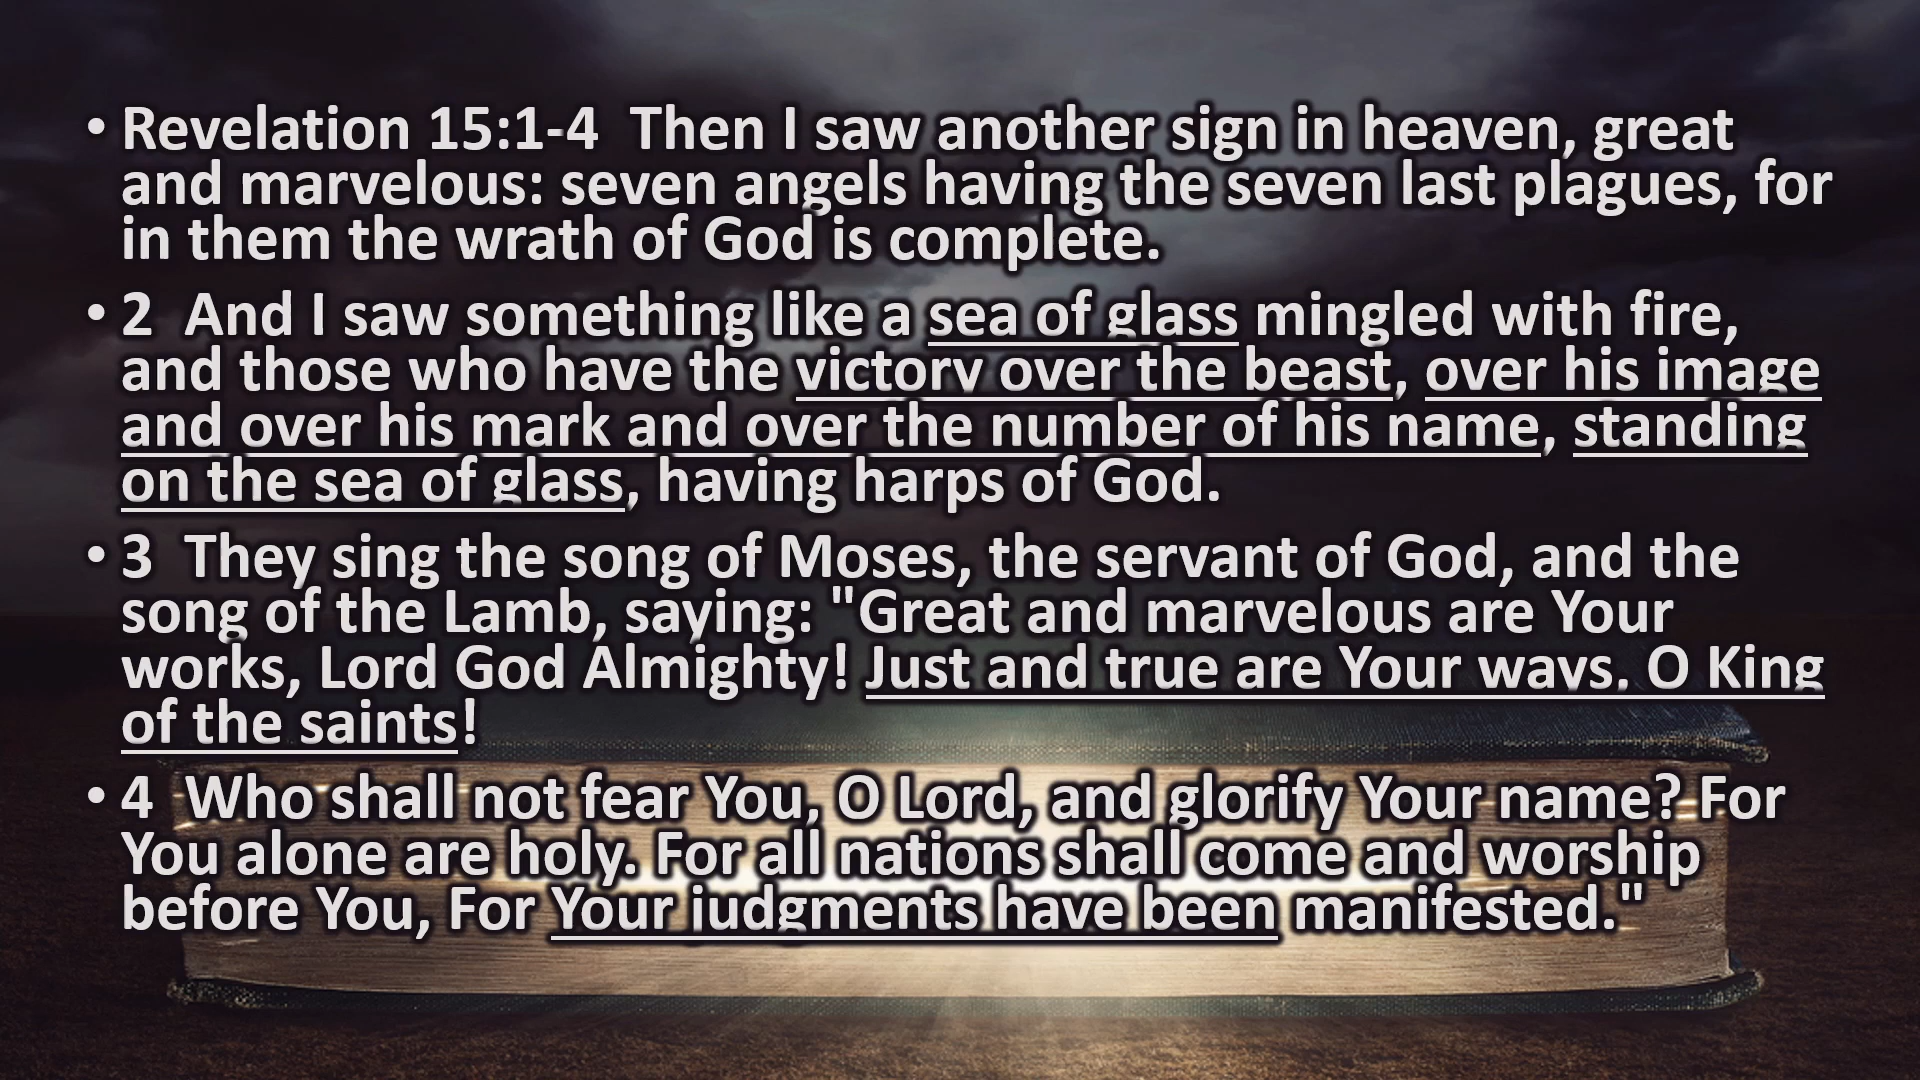 • Revelation 15:1-4  Then I saw another sign in heaven, great
and marvelous: seven angels having the seven last plagues, for
in them the wrath of God is complete.
• 2  And I saw something like a sea of glass mingled with fire,
and those who have the victory over the beast, over his image
and over his mark and over the number of his name, standing
on the sea of glass, having harps of God.
• 3  They sing the song of Moses, the servant of God, and the
song of the Lamb, saying: "Great and marvelous are Your
works, Lord God Almighty! Just and true are Your ways, O King
of the saints!
• 4  Who shall not fear You, O Lord, and glorify Your name? For
You alone are holy. For all nations shall come and worship
before You, For Your judgments have been manifested."